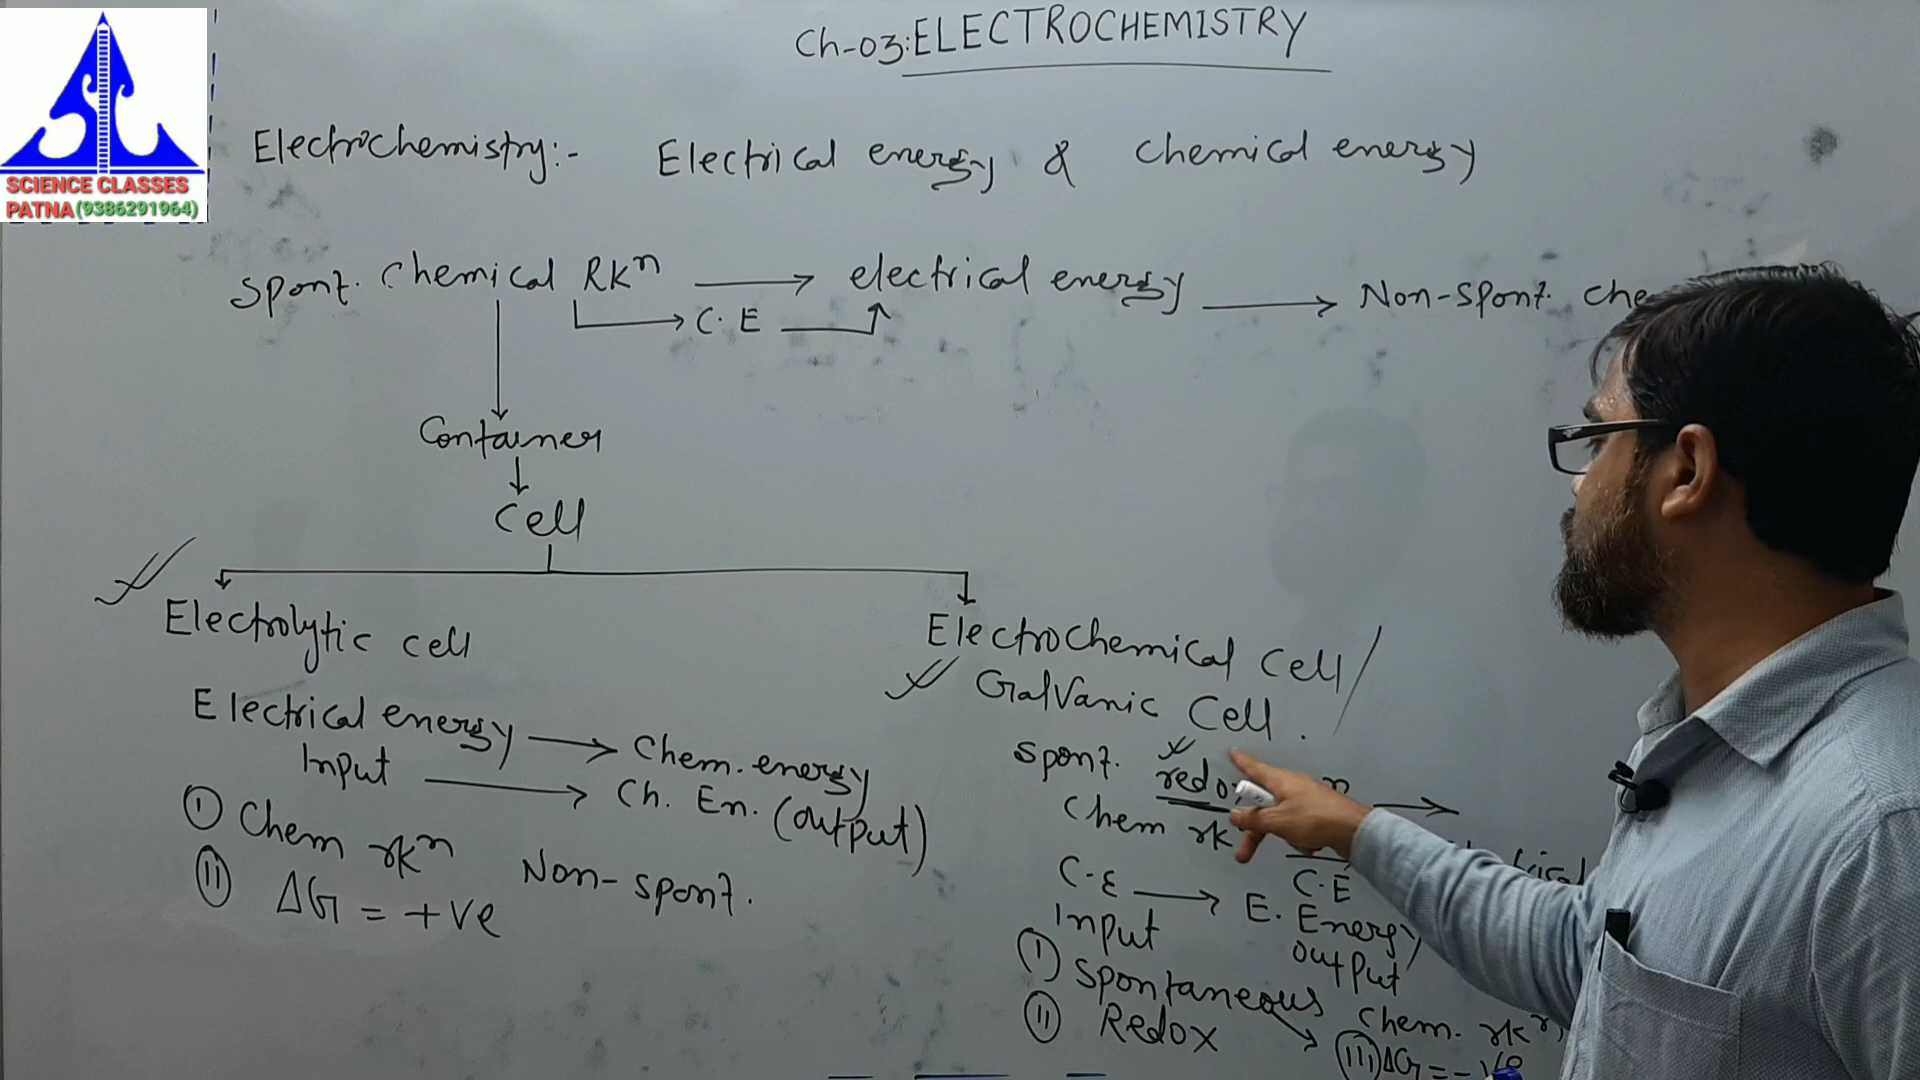 Ch-03: ELECTROCHEMISTRY
SCIENCE CLASSES
PATNA (9386291964)
Electrochemistry:- Electrical energy & chemical energy
Spont. Chemical Rkⁿ → electrical energy → Non-spont. che
C.E
Container
Cell
Electrolytic cell
Electrochemical Cell/
Galvanic Cell.
Electrical energy → Chem. energy
Input → Ch. En. (output)
I Chem rkⁿ Non-spont.
II ΔG = +ve
Spont. redox n →
Chem rk
C.E
C.E → E. Energy
Input output
I Spontaneous Chem. rkⁿ
II Redox
III ΔG = -ve